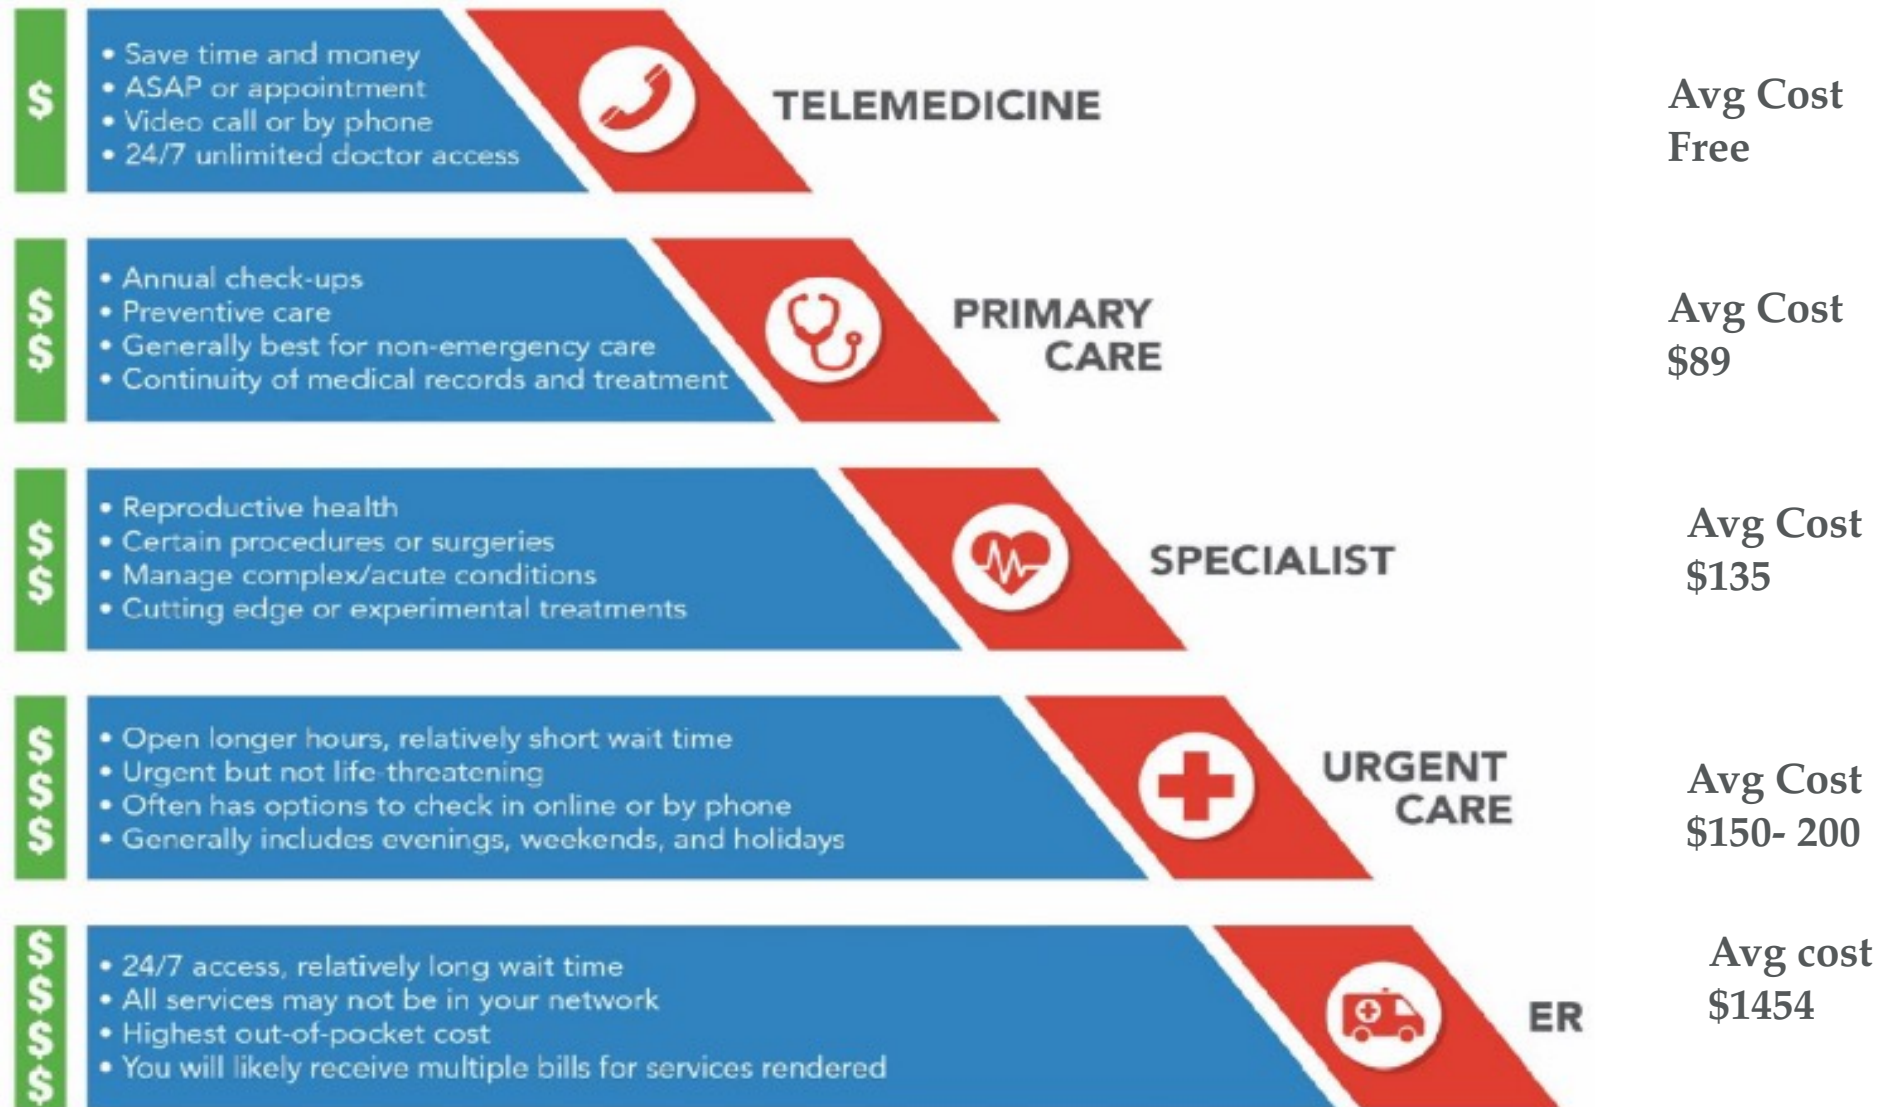 $
• Save time and money
• ASAP or appointment
• Video call or by phone
• 24/7 unlimited doctor access
TELEMEDICINE
Avg Cost
Free
$
$
• Annual check-ups
• Preventive care
• Generally best for non-emergency care
• Continuity of medical records and treatment
PRIMARY
CARE
Avg Cost
$89
$
$
• Reproductive health
• Certain procedures or surgeries
• Manage complex/acute conditions
• Cutting edge or experimental treatments
SPECIALIST
Avg Cost
$135
$
$
$
• Open longer hours, relatively short wait time
• Urgent but not life-threatening
• Often has options to check in online or by phone
• Generally includes evenings, weekends, and holidays
URGENT
CARE
Avg Cost
$150- 200
$
$
$
$
• 24/7 access, relatively long wait time
• All services may not be in your network
• Highest out-of-pocket cost
• You will likely receive multiple bills for services rendered
ER
Avg cost
$1454